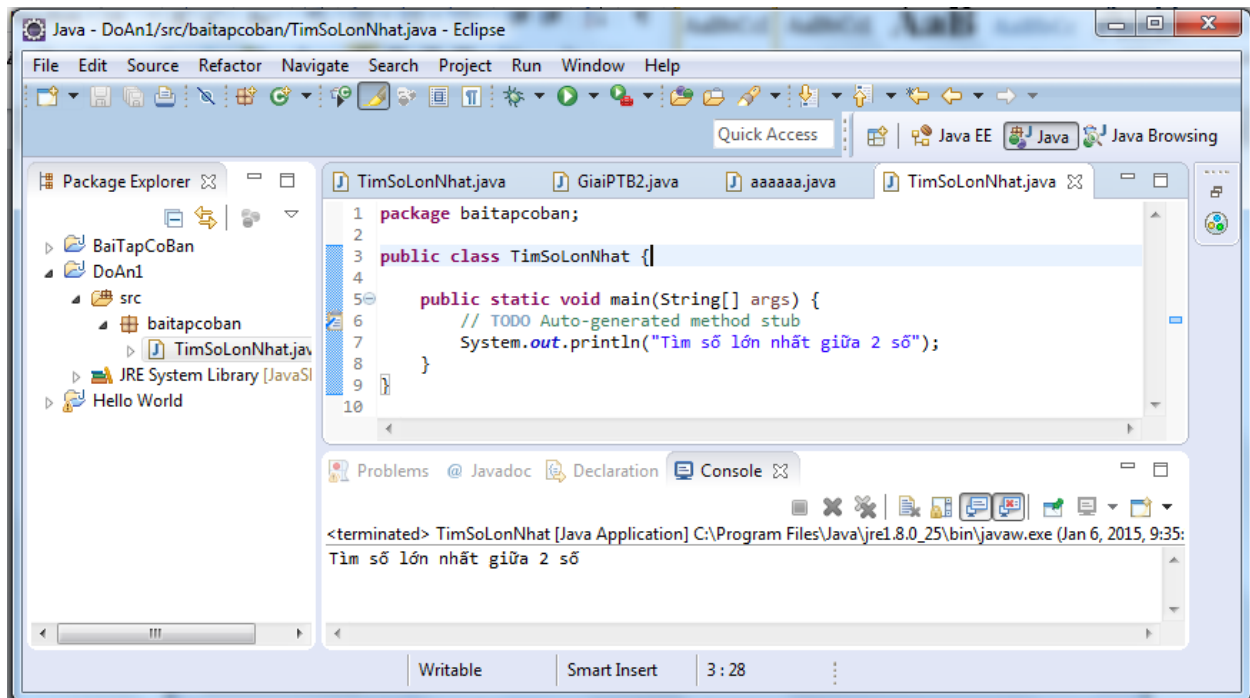 Java - DoAn1/src/baitapcoban/TimSoLonNhat.java - Eclipse
File Edit Source Refactor Navigate Search Project Run Window Help
Quick Access Java EE Java Java Browsing
Package Explorer
BaiTapCoBan
DoAn1
src
baitapcoban
TimSoLonNhat.jav
JRE System Library [JavaSI
Hello World
TimSoLonNhat.java GiaiPTB2.java aaaaaa.java TimSoLonNhat.java
1 package baitapcoban;
2
3 public class TimSoLonNhat {
4
5 public static void main(String[] args) {
6 // TODO Auto-generated method stub
7 System.out.println("Tìm số lớn nhất giữa 2 số");
8 }
9 }
10
Problems @ Javadoc Declaration Console
<terminated> TimSoLonNhat [Java Application] C:\Program Files\Java\jre1.8.0_25\bin\javaw.exe (Jan 6, 2015, 9:35:
Tìm số lớn nhất giữa 2 số
Writable Smart Insert 3 : 28